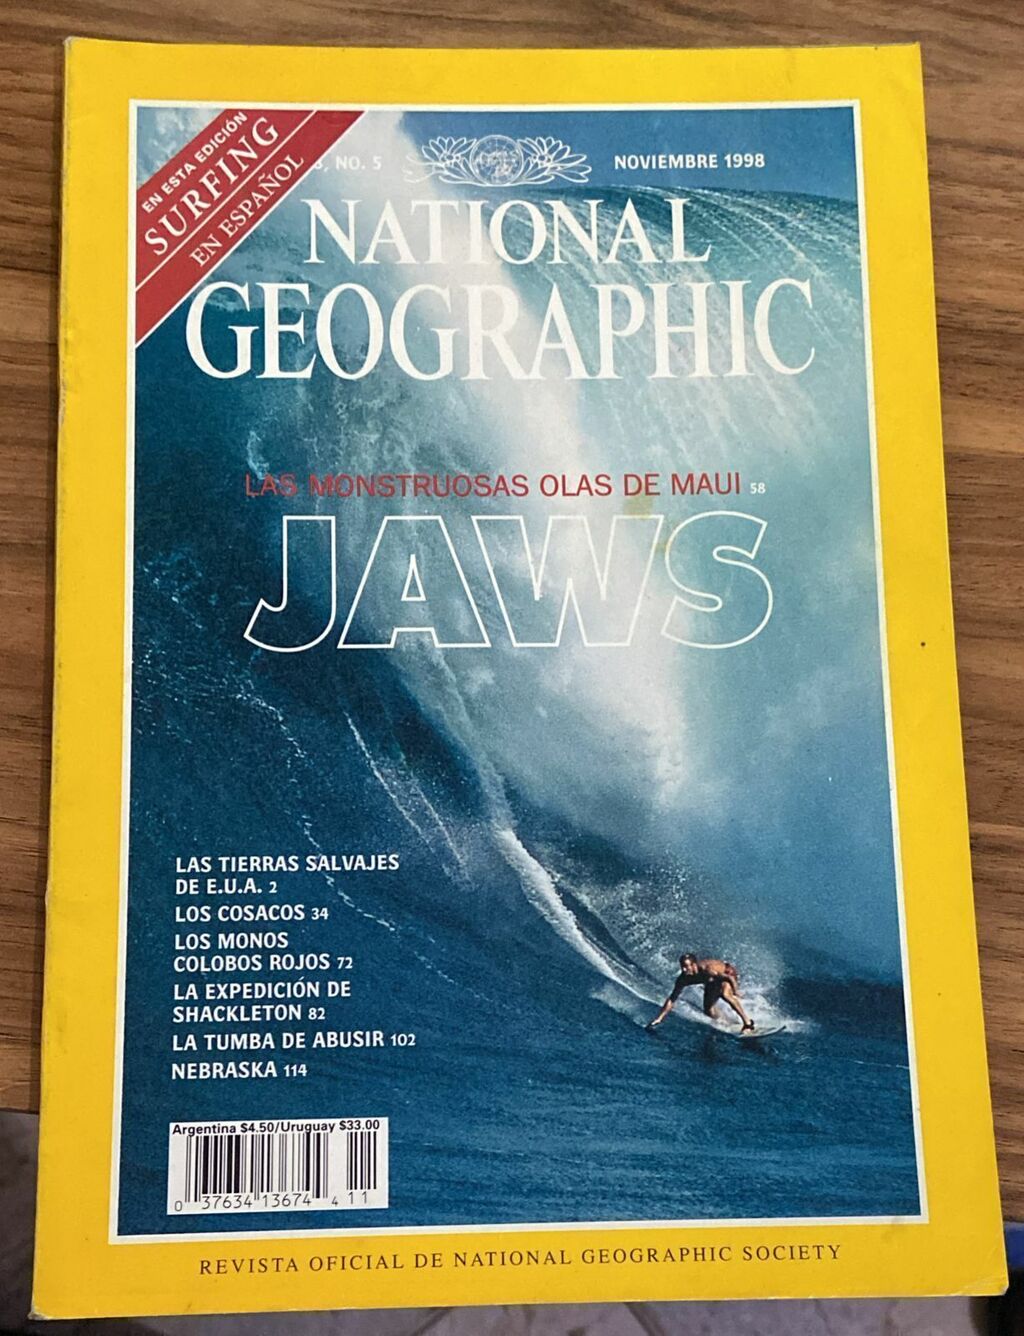 EN ESTA EDICIÓN
SURFING
EN ESPAÑOL
NO. 5
NOVIEMBRE 1998
NATIONAL
GEOGRAPHIC
LAS MONSTRUOSAS OLAS DE MAUI 58
JAWS
LAS TIERRAS SALVAJES
DE E.U.A. 2
LOS COSACOS 34
LOS MONOS
COLOBOS ROJOS 72
LA EXPEDICIÓN DE
SHACKLETON 82
LA TUMBA DE ABUSIR 102
NEBRASKA 114
Argentina $4.50/Uruguay $33.00
0 37634 13674 4 11
REVISTA OFICIAL DE NATIONAL GEOGRAPHIC SOCIETY